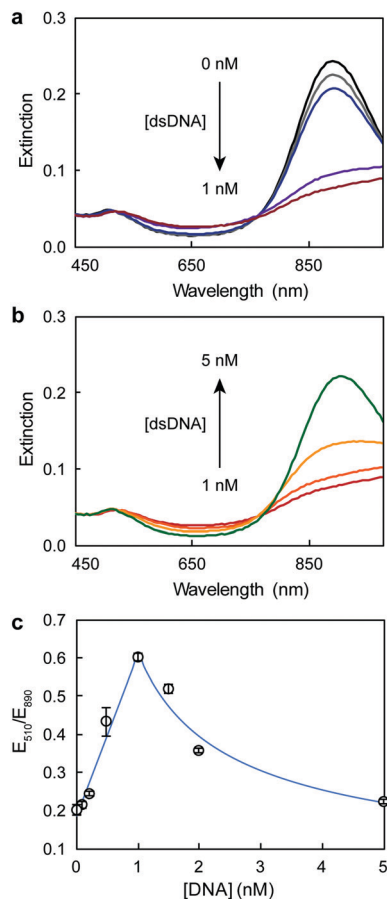 a
0.3
0.2
0.1
0.0
Extinction
0 nM
[dsDNA]
1 nM
450
650
850
Wavelength (nm)
b
0.3
0.2
0.1
0.0
Extinction
5 nM
[dsDNA]
1 nM
450
650
850
Wavelength (nm)
c
0.7
0.6
0.5
0.4
0.3
0.2
0.1
E510/E890
0
1
2
3
4
5
[DNA] (nM)